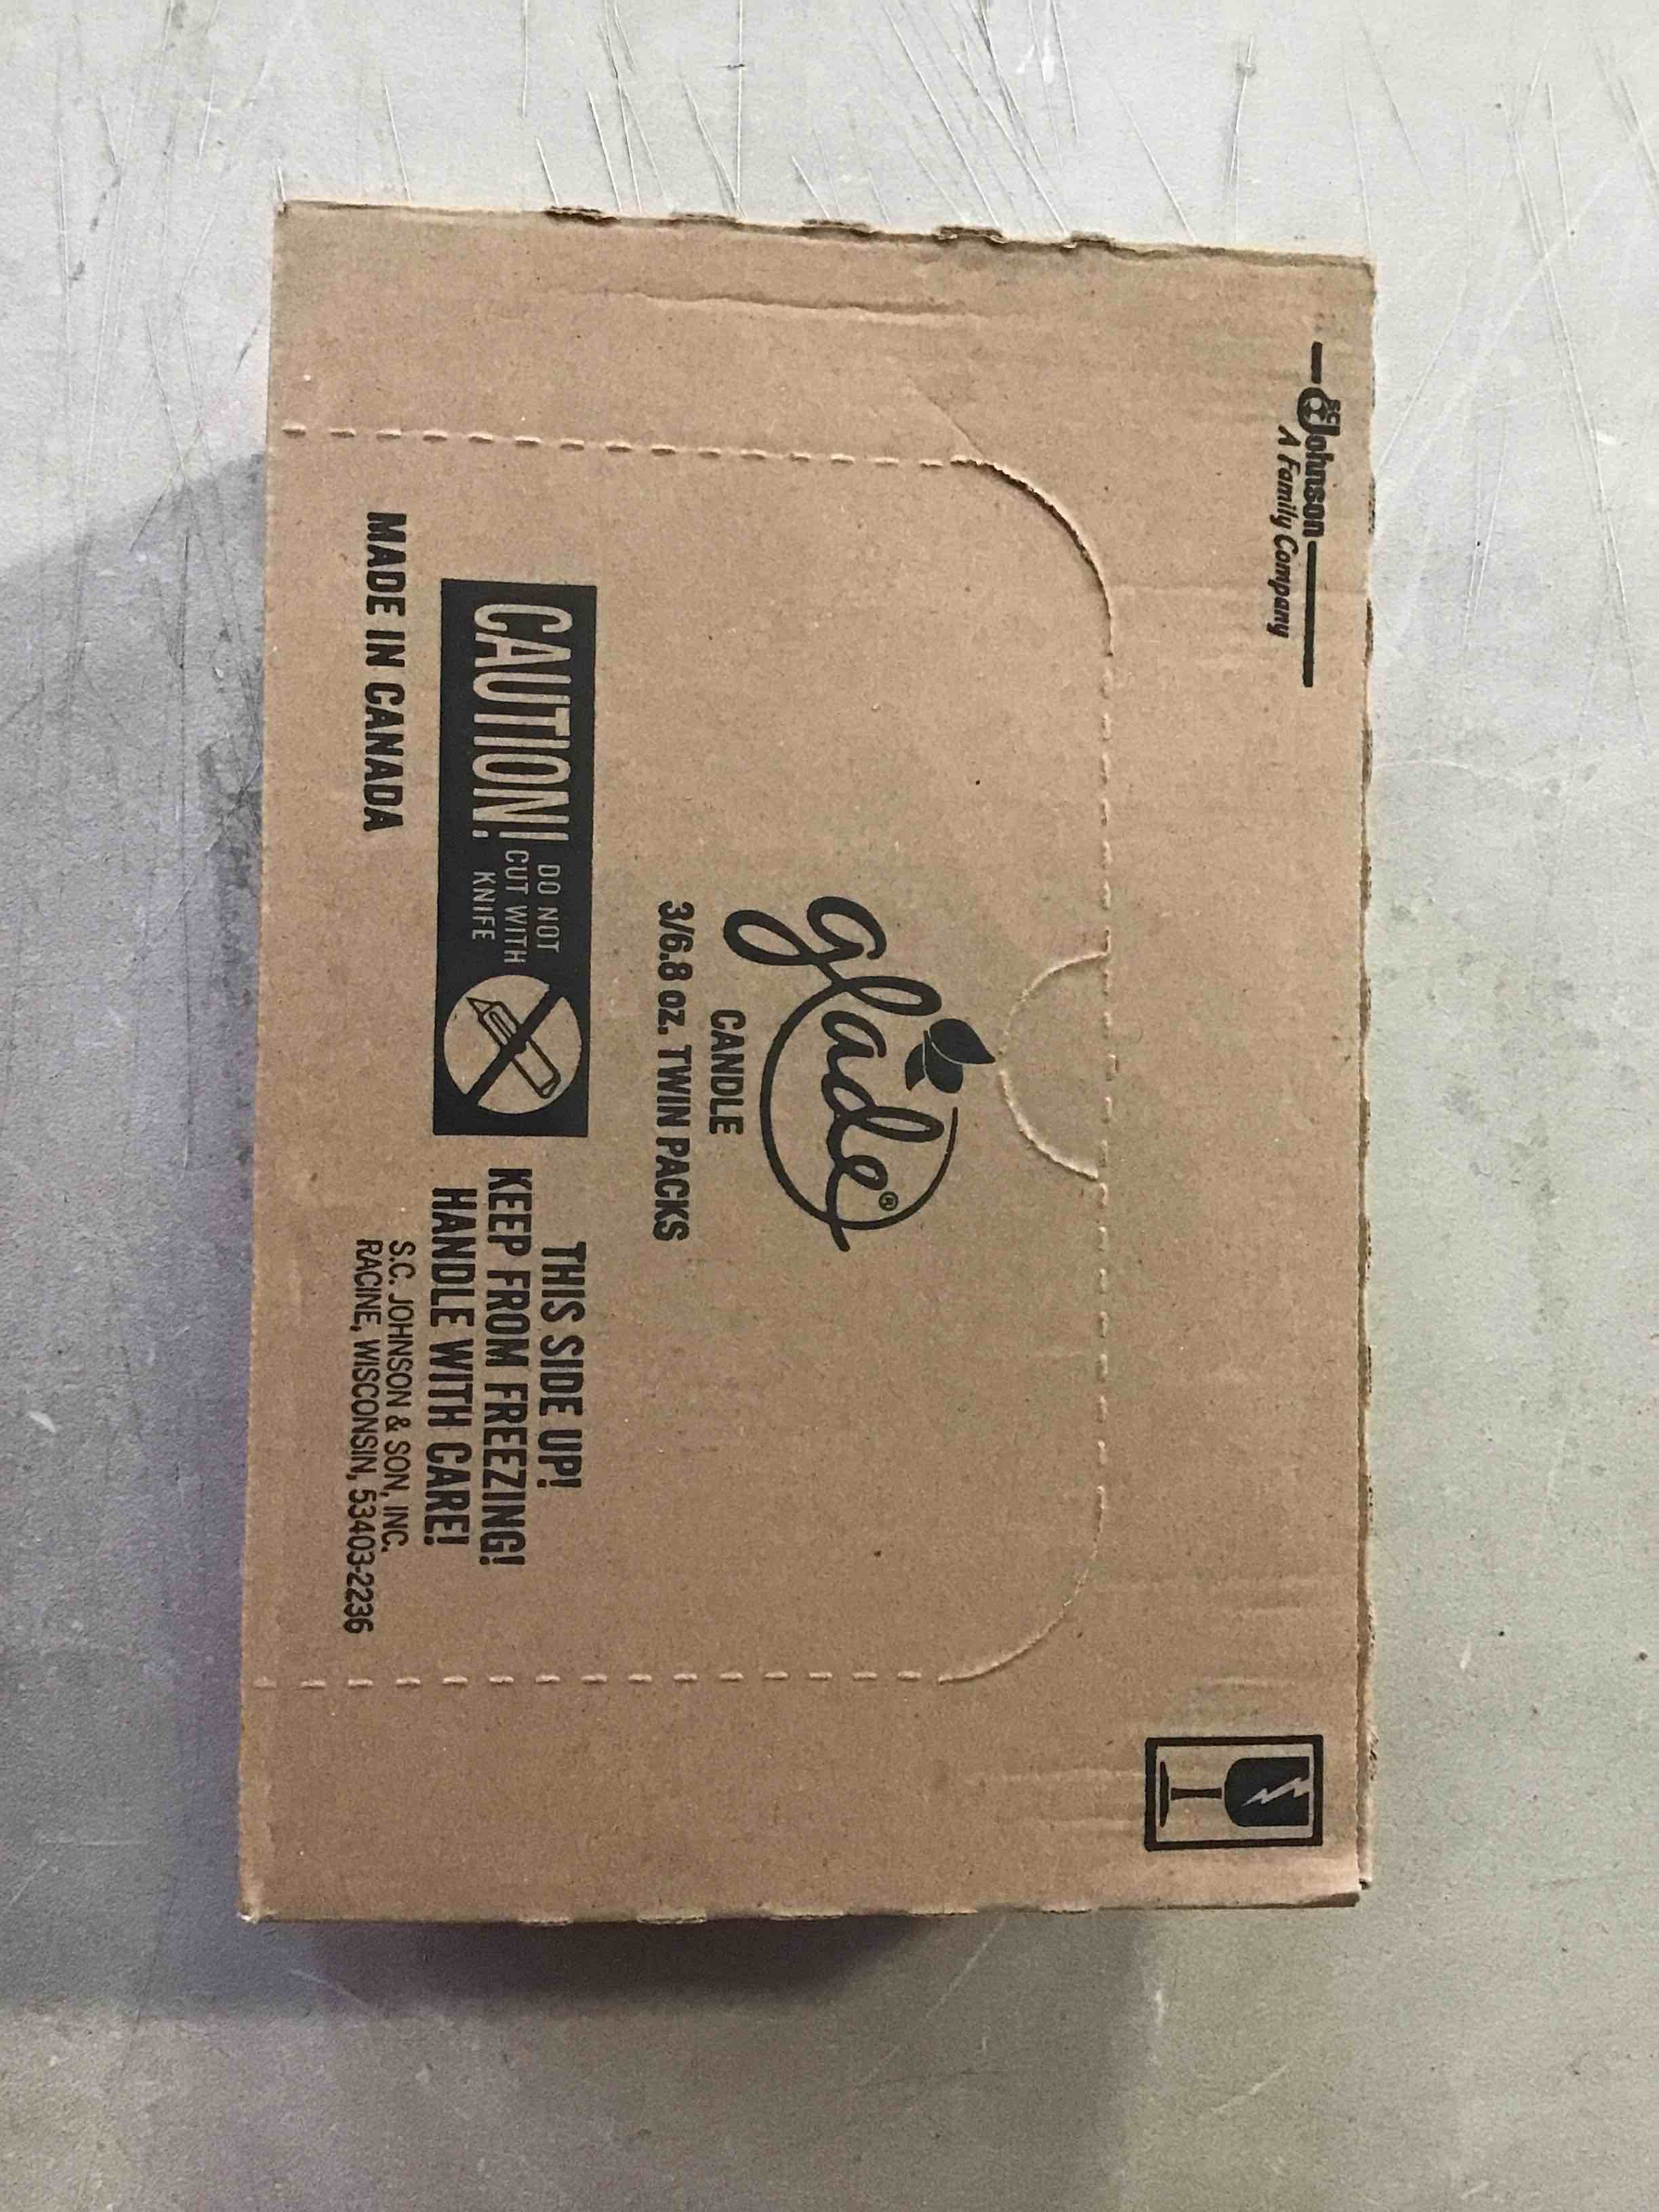 SC Johnson
A Family Company
glade®
CANDLE
3/6.8 oz. TWIN PACKS
CAUTION!
DO NOT
CUT WITH
KNIFE
THIS SIDE UP!
KEEP FROM FREEZING!
HANDLE WITH CARE!
MADE IN CANADA
S.C. JOHNSON & SON, INC.
RACINE, WISCONSIN, 53403-2236